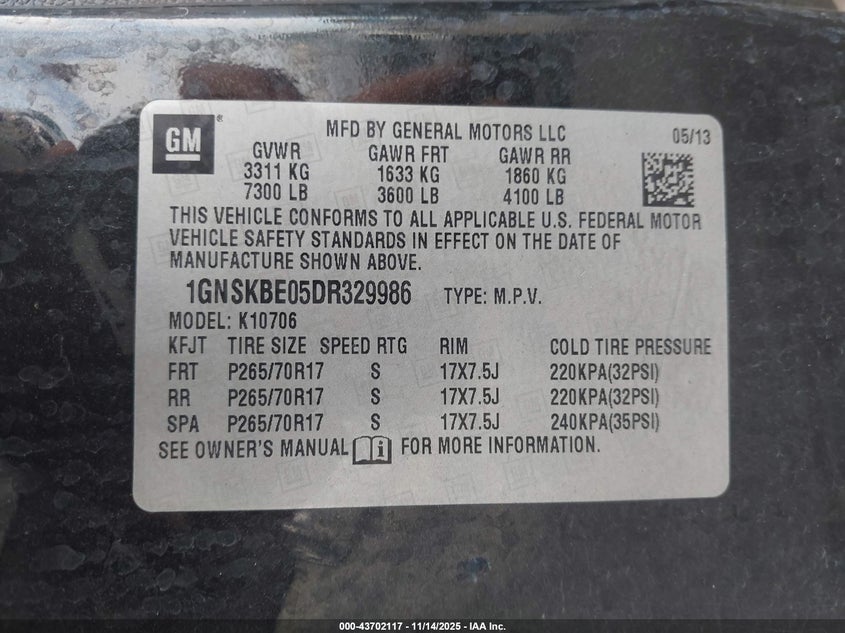 GM ®
MFD BY GENERAL MOTORS LLC 05/13
GVWR GAWR FRT GAWR RR
3311 KG 1633 KG 1860 KG
7300 LB 3600 LB 4100 LB
THIS VEHICLE CONFORMS TO ALL APPLICABLE U.S. FEDERAL MOTOR
VEHICLE SAFETY STANDARDS IN EFFECT ON THE DATE OF
MANUFACTURE SHOWN ABOVE.
1GNSKBE05DR329986 TYPE: M.P.V.
MODEL: K10706
KFJT TIRE SIZE SPEED RTG RIM COLD TIRE PRESSURE
FRT P265/70R17 S 17X7.5J 220KPA(32PSI)
RR P265/70R17 S 17X7.5J 220KPA(32PSI)
SPA P265/70R17 S 17X7.5J 240KPA(35PSI)
SEE OWNER'S MANUAL i FOR MORE INFORMATION.
000-43702117 - 11/14/2025 - IAA Inc.